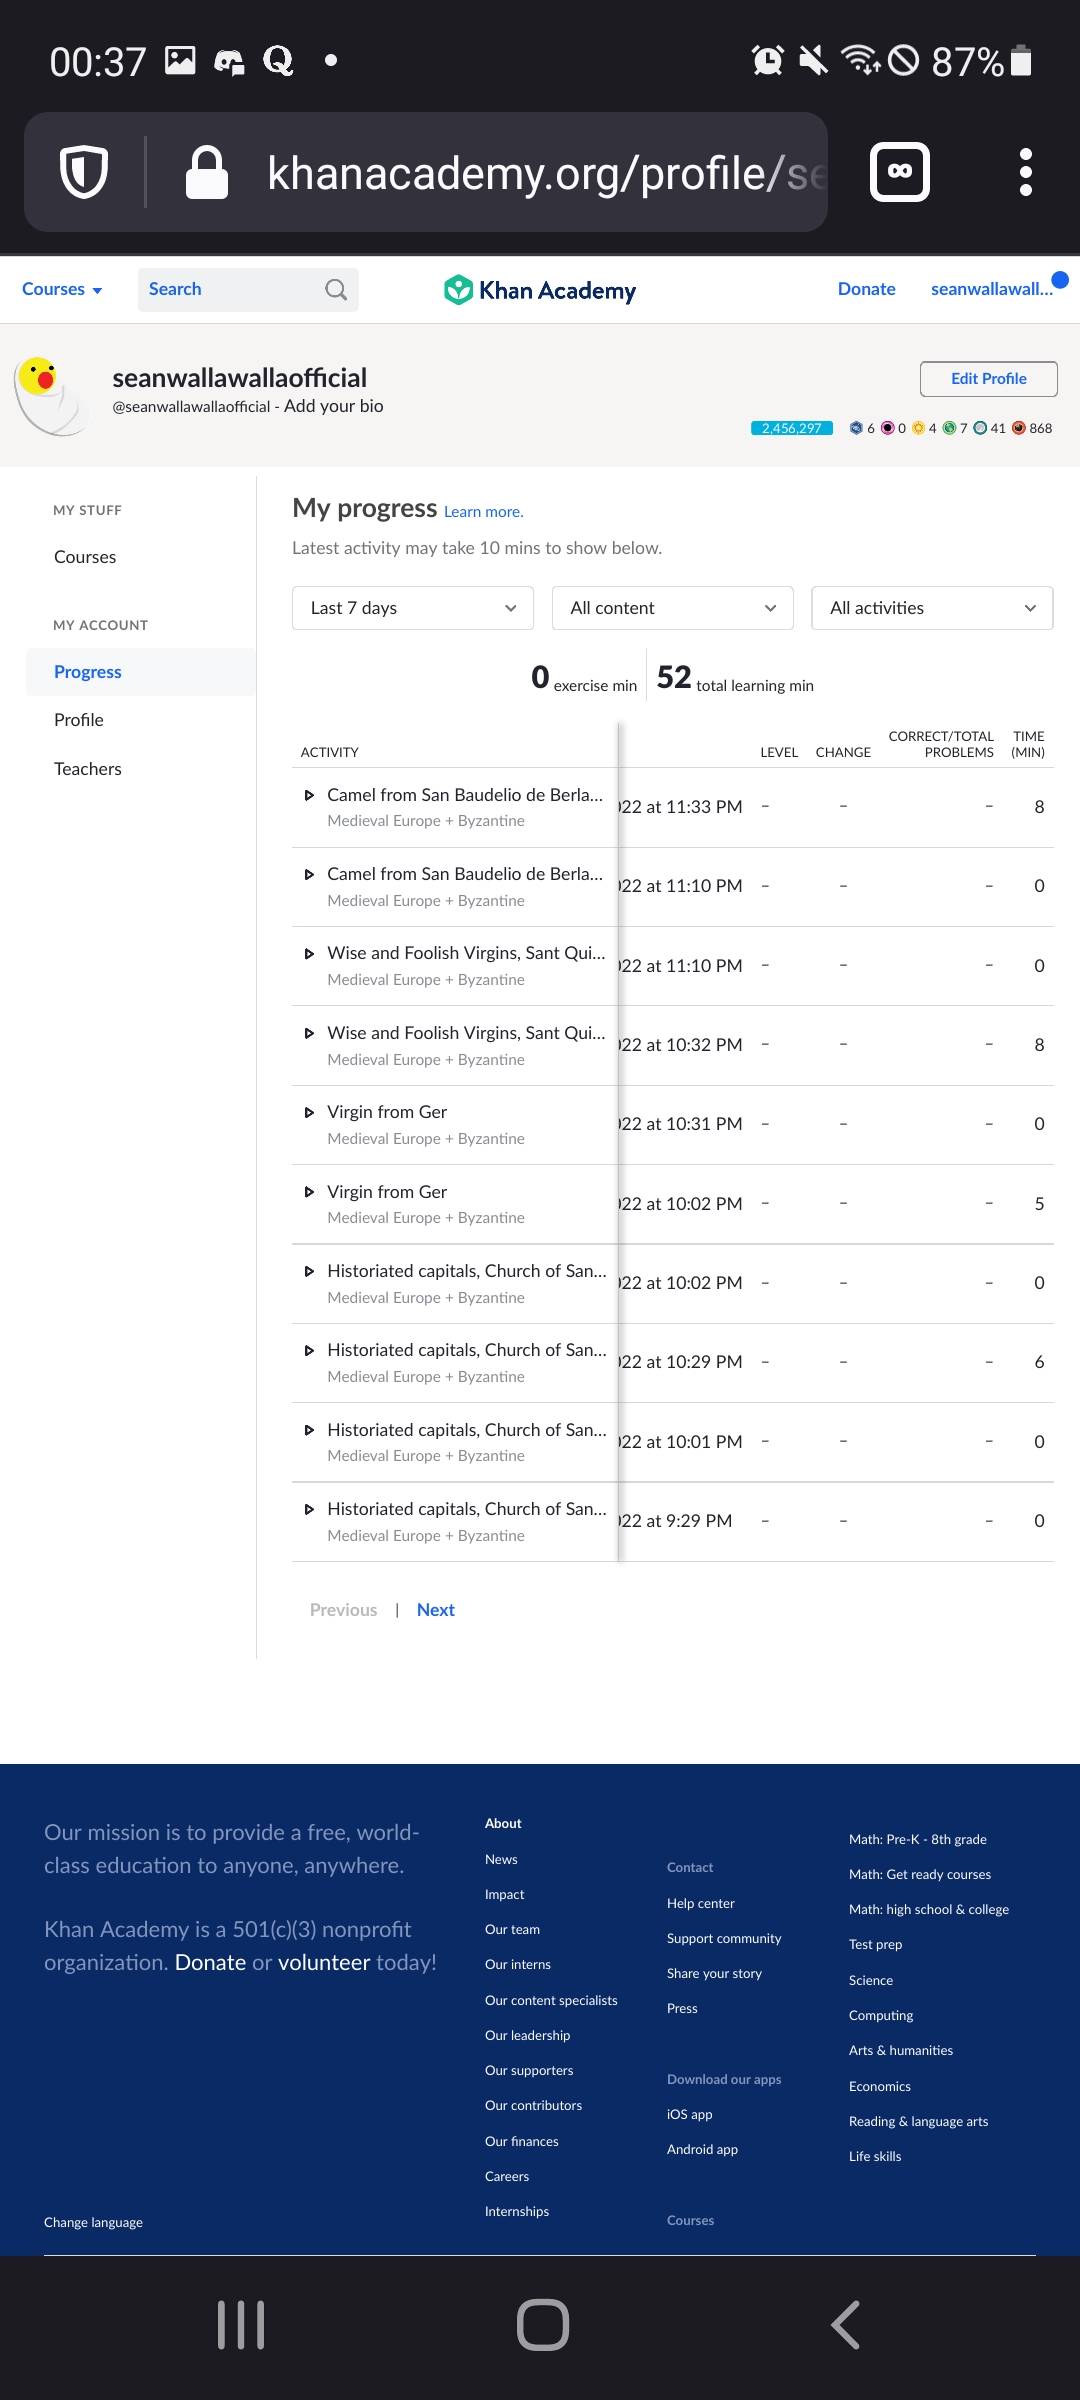 00:37
87%
khanacademy.org/profile/se
Courses
Search
Khan Academy
Donate
seanwallawall...
seanwallawallaofficial
@seanwallawallaofficial - Add your bio
Edit Profile
2,456,297 6 0 4 7 41 868
MY STUFF
Courses
MY ACCOUNT
Progress
Profile
Teachers
My progress Learn more.
Latest activity may take 10 mins to show below.
Last 7 days
All content
All activities
0 exercise min
52 total learning min
ACTIVITY LEVEL CHANGE CORRECT/TOTAL PROBLEMS TIME (MIN)
Camel from San Baudelio de Berla... 22 at 11:33 PM – – – 8
Medieval Europe + Byzantine
Camel from San Baudelio de Berla... 22 at 11:10 PM – – – 0
Medieval Europe + Byzantine
Wise and Foolish Virgins, Sant Qui... 22 at 11:10 PM – – – 0
Medieval Europe + Byzantine
Wise and Foolish Virgins, Sant Qui... 22 at 10:32 PM – – – 8
Medieval Europe + Byzantine
Virgin from Ger 22 at 10:31 PM – – – 0
Medieval Europe + Byzantine
Virgin from Ger 22 at 10:02 PM – – – 5
Medieval Europe + Byzantine
Historiated capitals, Church of San... 22 at 10:02 PM – – – 0
Medieval Europe + Byzantine
Historiated capitals, Church of San... 22 at 10:29 PM – – – 6
Medieval Europe + Byzantine
Historiated capitals, Church of San... 22 at 10:01 PM – – – 0
Medieval Europe + Byzantine
Historiated capitals, Church of San... 22 at 9:29 PM – – – 0
Medieval Europe + Byzantine
Previous | Next
Our mission is to provide a free, world-
class education to anyone, anywhere.
Khan Academy is a 501(c)(3) nonprofit
organization. Donate or volunteer today!
Change language
About
News
Impact
Our team
Our interns
Our content specialists
Our leadership
Our supporters
Our contributors
Our finances
Careers
Internships
Contact
Help center
Support community
Share your story
Press
Download our apps
iOS app
Android app
Courses
Math: Pre-K - 8th grade
Math: Get ready courses
Math: high school & college
Test prep
Science
Computing
Arts & humanities
Economics
Reading & language arts
Life skills